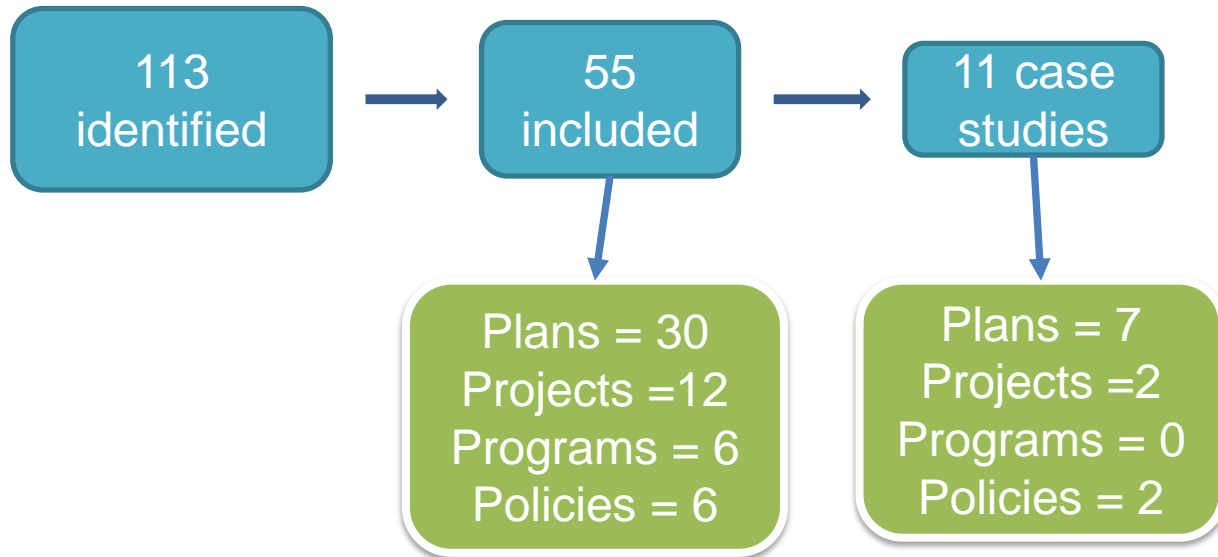 113
identified
55
included
11 case
studies
Plans = 30
Projects =12
Programs = 6
Policies = 6
Plans = 7
Projects =2
Programs = 0
Policies = 2